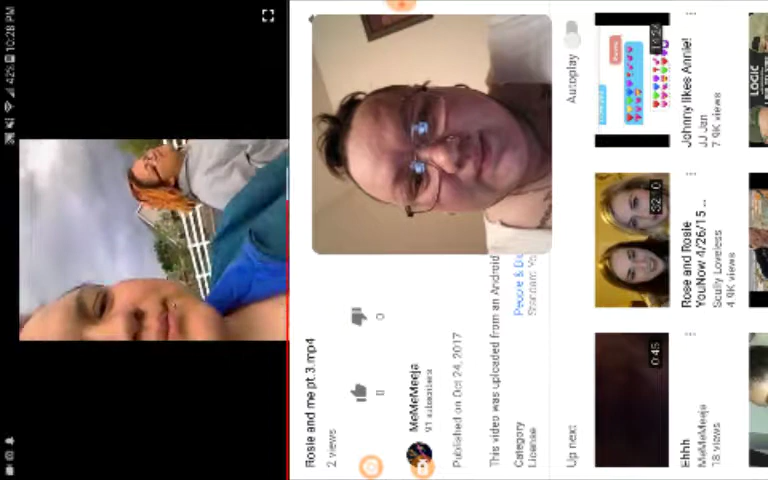 42% 10:28 PM
Rosie and me pt 3.mp4
2 views
0
0
MeMeMeeja
91 subscribers
Published on Oct 24, 2017
This video was uploaded from an Android
Category
People &
License
Standard
Up next
Autoplay
0:45
Ehhh
MeMeMeeja
18 views
32:10
Rose and Rosie
YouNow 4/26/15 ...
Scully Loveless
4.9K views
Johnny likes Annie!
JJ Jan
7.9K views
LOGIC